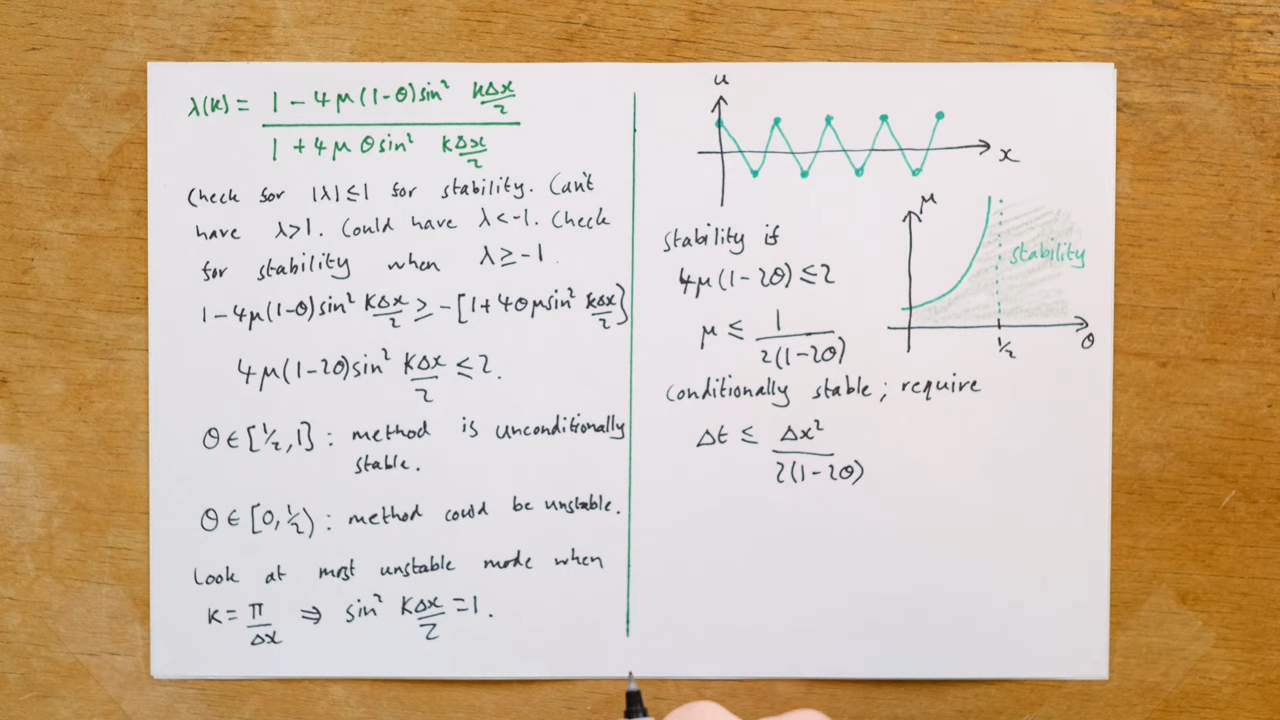 λ(k) = (1 - 4μ(1-θ)sin² kΔx/2) / (1 + 4μθsin² kΔx/2)
Check for |λ|≤1 for stability. Can't
have λ>1. Could have λ<-1. Check
for stability when λ≥-1.
1-4μ(1-θ)sin² kΔx/2 ≥ -[1+4θμsin² kΔx/2]
4μ(1-2θ)sin² kΔx/2 ≤ 2.
θ∈[½,1]: method is unconditionally
stable.
θ∈[0,½): method could be unstable.
Look at most unstable mode when
k = π/Δx ⇒ sin² kΔx/2 = 1.
u
x
stability if
4μ(1-2θ)≤2
μ ≤ 1/(2(1-2θ))
μ
stability
½
θ
conditionally stable; require
Δt ≤ Δx²/(2(1-2θ))